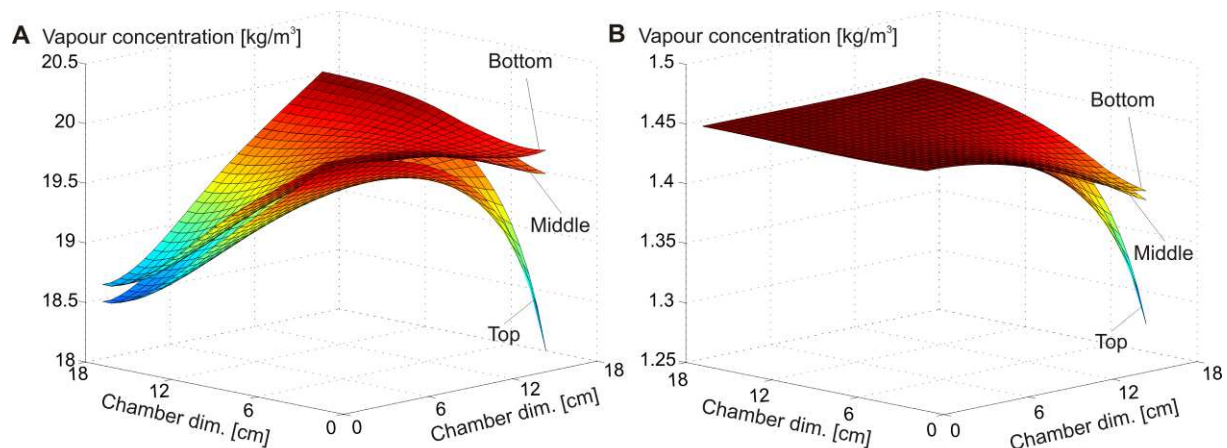 A Vapour concentration [kg/m³]
20.5
20
19.5
19
18.5
18
Bottom
Middle
Top
12
6
0
0
6
12
18
Chamber dim. [cm]
Chamber dim. [cm]
B Vapour concentration [kg/m³]
1.5
1.45
1.4
1.35
1.3
1.25
Bottom
Middle
Top
18
12
6
0
0
6
12
18
Chamber dim. [cm]
Chamber dim. [cm]